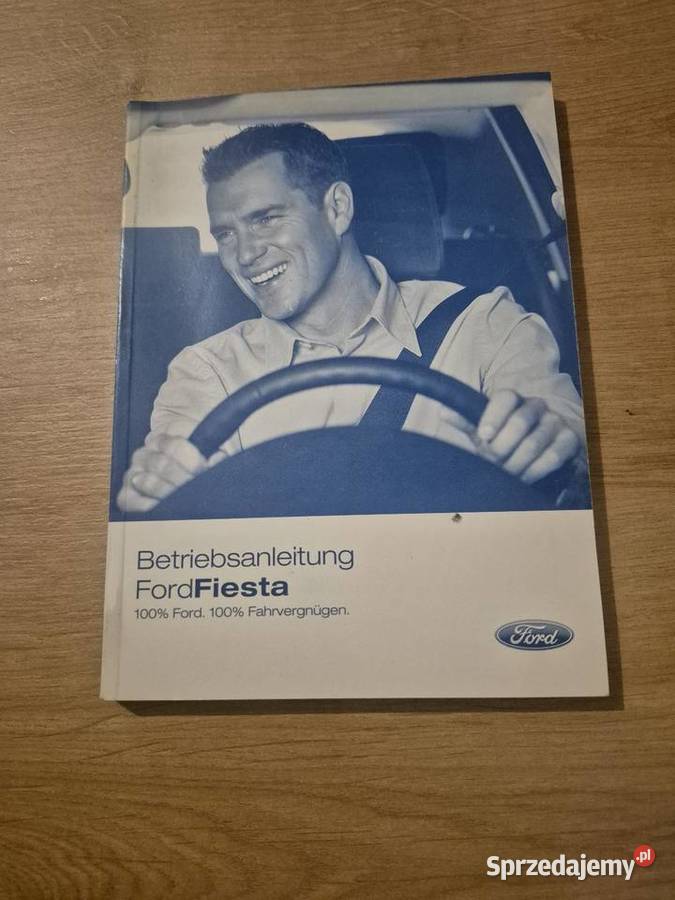 Betriebsanleitung
FordFiesta
100% Ford. 100% Fahrvergnügen.
Ford
Sprzedajemy.pl